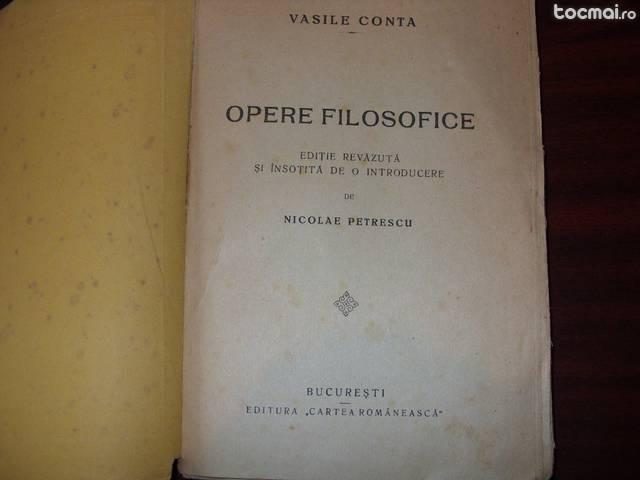 tocmai.ro
VASILE CONTA
OPERE FILOSOFICE
EDIȚIE REVĂZUTĂ
ȘI ÎNSOȚITĂ DE O INTRODUCERE
DE
NICOLAE PETRESCU
BUCUREȘTI
EDITURA „CARTEA ROMÂNEASCĂ”